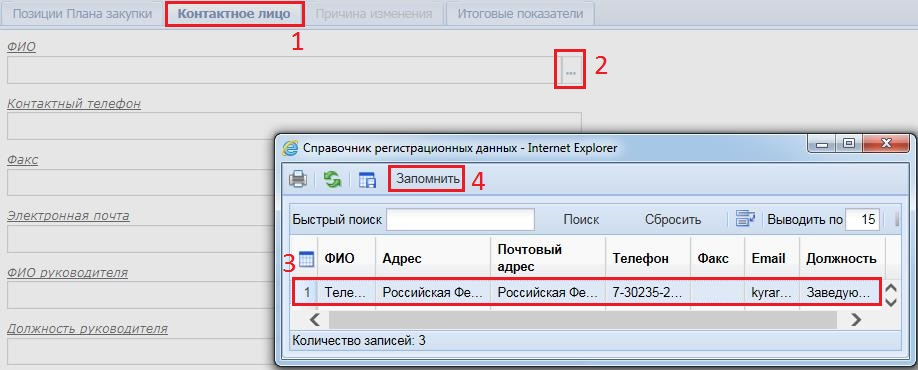 Позиции Плана закупки Контактное лицо Причина изменения Итоговые показатели
1
ФИО
... 2
Контактный телефон
Факс
Электронная почта
ФИО руководителя
Должность руководителя
Справочник регистрационных данных - Internet Explorer
Запомнить 4
Быстрый поиск Поиск Сбросить Выводить по 15
3 ФИО Адрес Почтовый адрес Телефон Факс Email Должность
1 Теле... Российская Фе... Российская Фе... 7-30235-2... kyrar... Заведую...
Количество записей: 3